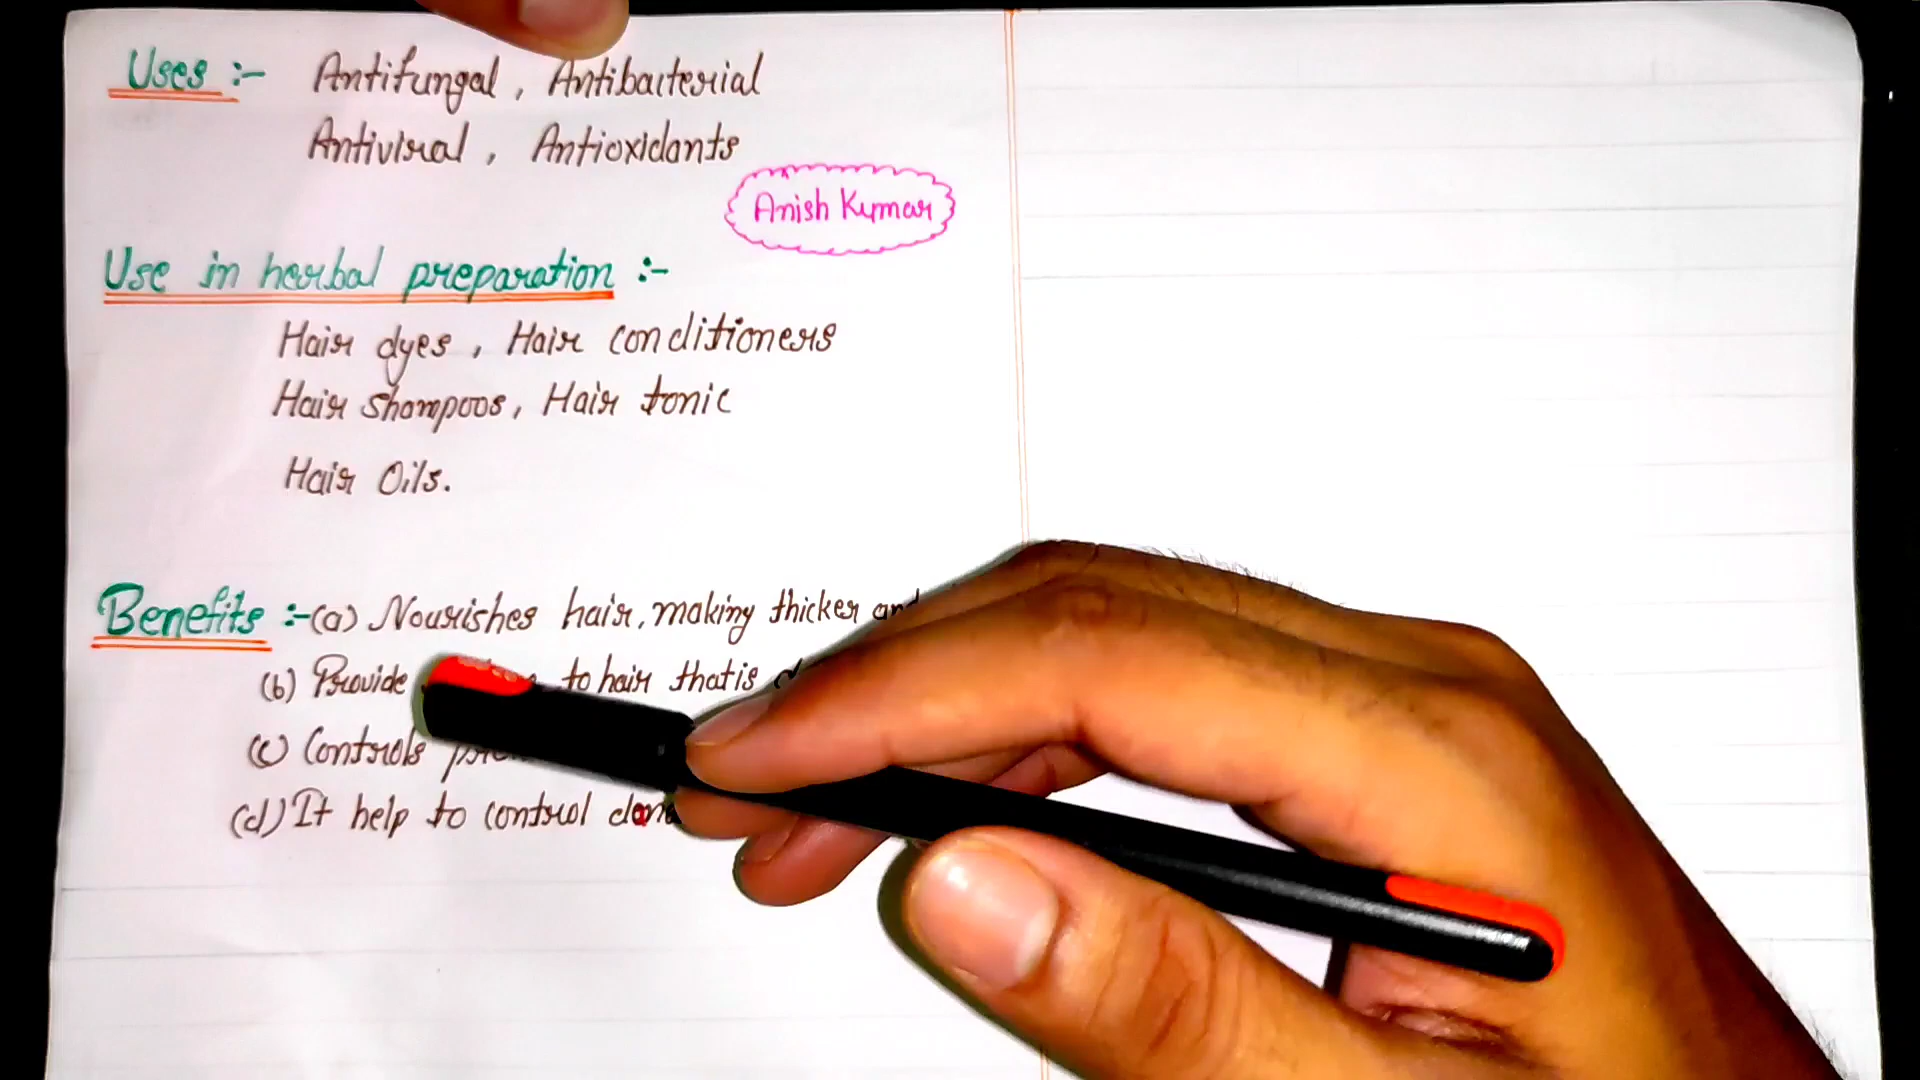 Uses :- Antifungal, Antibacterial
Antiviral, Antioxidants
Anish Kumar
Use in herbal preparation :-
Hair dyes, Hair conditioners
Hair shampoos, Hair tonic
Hair Oils.
Benefits :- (a) Nourishes hair, making thicker and
(b) Provide to hair that is
(c) Controls
(d) It help to control